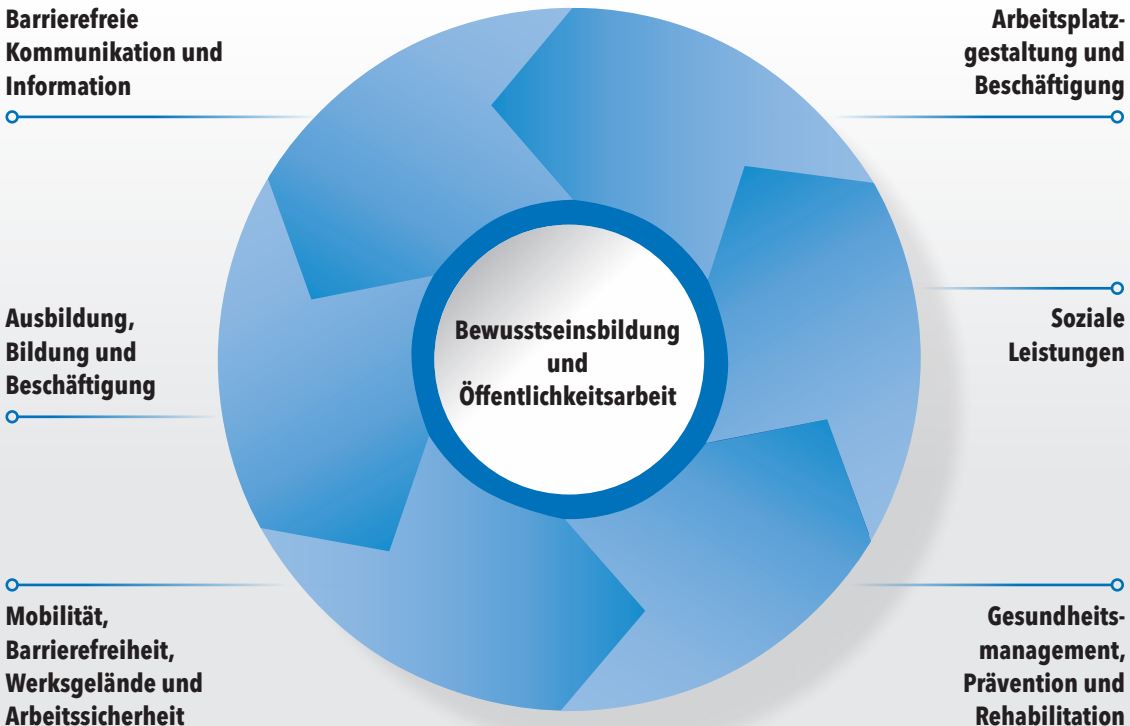 Barrierefreie
Kommunikation und
Information
Arbeitsplatz-
gestaltung und
Beschäftigung
Ausbildung,
Bildung und
Beschäftigung
Bewusstseinsbildung
und
Öffentlichkeitsarbeit
Soziale
Leistungen
Mobilität,
Barrierefreiheit,
Werksgelände und
Arbeitssicherheit
Gesundheits-
management,
Prävention und
Rehabilitation